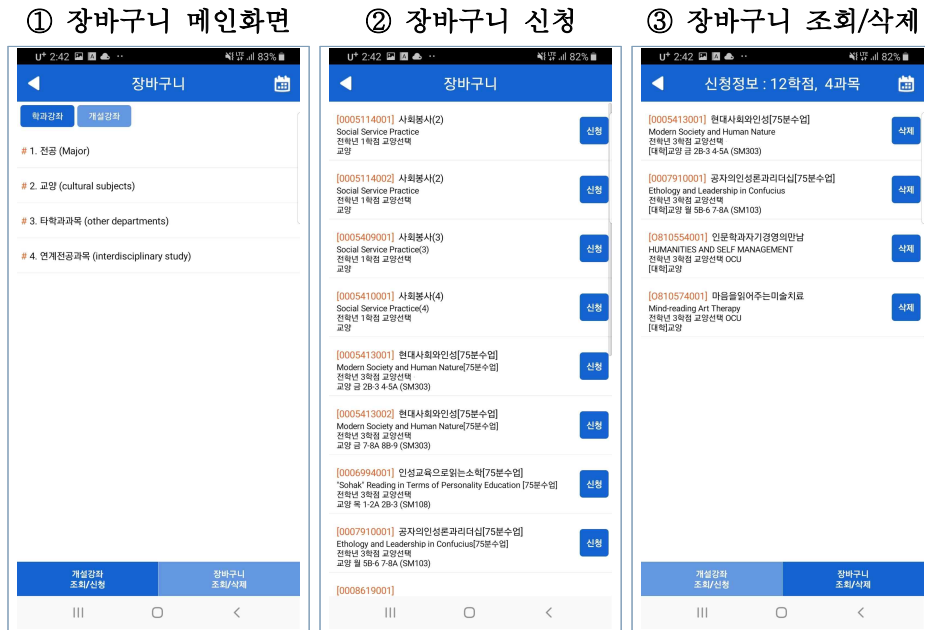 ① 장바구니 메인화면
U+ 2:42 83%
장바구니
학과강좌 개설강좌
# 1. 전공 (Major)
# 2. 교양 (cultural subjects)
# 3. 타학과과목 (other departments)
# 4. 연계전공과목 (interdisciplinary study)
개설강좌
조회/신청
장바구니
조회/삭제
② 장바구니 신청
U+ 2:42 82%
장바구니
[0005114001] 사회봉사(2)
Social Service Practice
전학년 1학점 교양선택
교양
신청
[0005114002] 사회봉사(2)
Social Service Practice
전학년 1학점 교양선택
교양
신청
[0005409001] 사회봉사(3)
Social Service Practice(3)
전학년 1학점 교양선택
교양
신청
[0005410001] 사회봉사(4)
Social Service Practice(4)
전학년 1학점 교양선택
교양
신청
[0005413001] 현대사회와인성[75분수업]
Modern Society and Human Nature[75분수업]
전학년 3학점 교양선택
교양 금 2B-3 4-5A (SM303)
신청
[0005413002] 현대사회와인성[75분수업]
Modern Society and Human Nature[75분수업]
전학년 3학점 교양선택
교양 금 7-8A 8B-9 (SM303)
신청
[0006994001] 인성교육으로읽는소학[75분수업]
"Sohak" Reading in Terms of Personality Education [75분수업]
전학년 3학점 교양선택
교양 목 1-2A 2B-3 (SM108)
신청
[0007910001] 공자의인성론과리더십[75분수업]
Ethology and Leadership in Confucius[75분수업]
전학년 3학점 교양선택
교양 월 5B-6 7-8A (SM103)
신청
[0008619001]
③ 장바구니 조회/삭제
U+ 2:42 82%
신청정보 : 12학점, 4과목
[0005413001] 현대사회와인성[75분수업]
Modern Society and Human Nature
전학년 3학점 교양선택
[대학]교양 금 2B-3 4-5A (SM303)
삭제
[0007910001] 공자의인성론과리더십[75분수업]
Ethology and Leadership in Confucius
전학년 3학점 교양선택
[대학]교양 월 5B-6 7-8A (SM103)
삭제
[O810554001] 인문학과자기경영의만남
HUMANITIES AND SELF MANAGEMENT
전학년 3학점 교양선택 OCU
[대학]교양
삭제
[O810574001] 마음을읽어주는미술치료
Mind-reading Art Therapy
전학년 3학점 교양선택 OCU
[대학]교양
삭제
개설강좌
조회/신청
장바구니
조회/삭제